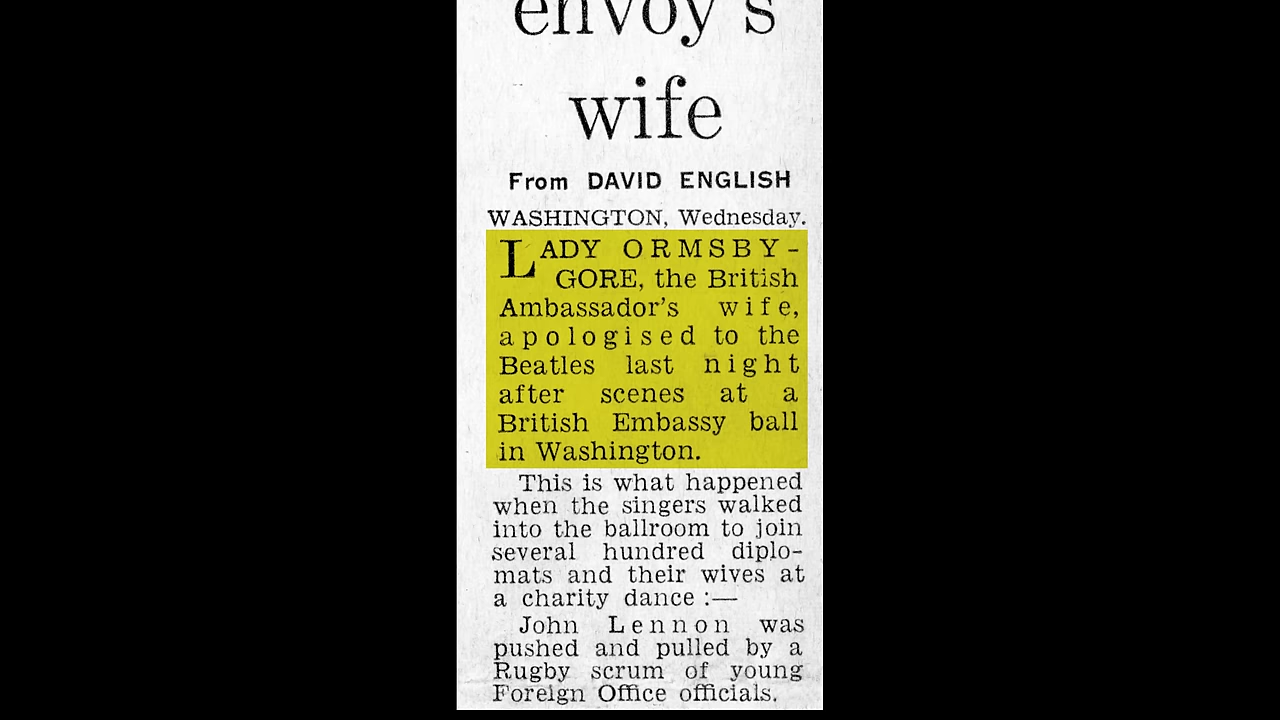 envoy's
wife
From DAVID ENGLISH
WASHINGTON, Wednesday.
LADY ORMSBY-
GORE, the British
Ambassador's wife,
apologised to the
Beatles last night
after scenes at a
British Embassy ball
in Washington.
This is what happened
when the singers walked
into the ballroom to join
several hundred diplo-
mats and their wives at
a charity dance :—
John Lennon was
pushed and pulled by a
Rugby scrum of young
Foreign Office officials.